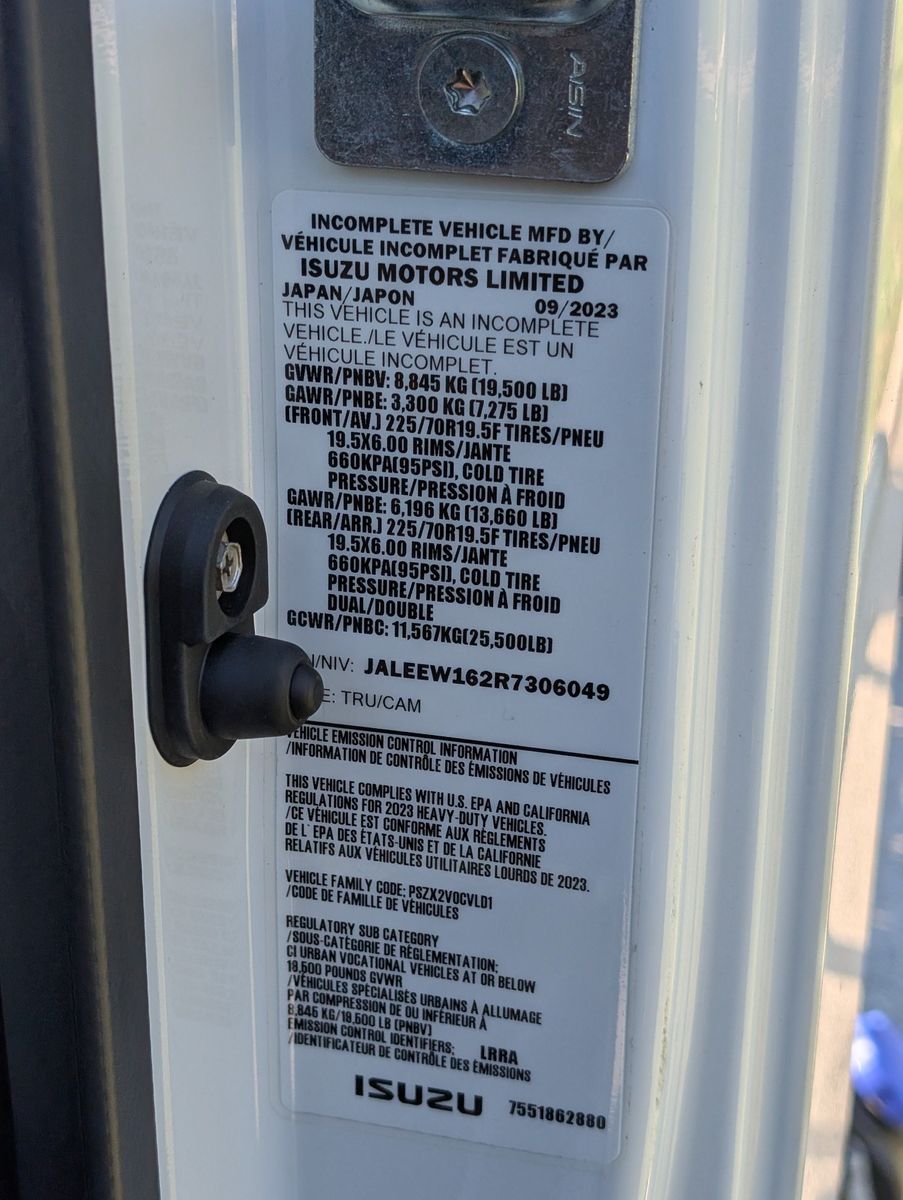 AISIN
INCOMPLETE VEHICLE MFD BY/
VÉHICULE INCOMPLET FABRIQUÉ PAR
ISUZU MOTORS LIMITED
JAPAN/JAPON 09/2023
THIS VEHICLE IS AN INCOMPLETE
VEHICLE./LE VÉHICULE EST UN
VÉHICULE INCOMPLET.
GVWR/PNBV: 8,845 KG (19,500 LB)
GAWR/PNBE: 3,300 KG (7,275 LB)
(FRONT/AV.) 225/70R19.5F TIRES/PNEU
19.5X6.00 RIMS/JANTE
660KPA(95PSI), COLD TIRE
PRESSURE/PRESSION À FROID
GAWR/PNBE: 6,196 KG (13,660 LB)
(REAR/ARR.) 225/70R19.5F TIRES/PNEU
19.5X6.00 RIMS/JANTE
660KPA(95PSI), COLD TIRE
PRESSURE/PRESSION À FROID
DUAL/DOUBLE
GCWR/PNBC: 11,567KG(25,500LB)
/NIV: JALEEW162R7306049
E: TRU/CAM
VEHICLE EMISSION CONTROL INFORMATION
/INFORMATION DE CONTRÔLE DES ÉMISSIONS DE VÉHICULES
THIS VEHICLE COMPLIES WITH U.S. EPA AND CALIFORNIA
REGULATIONS FOR 2023 HEAVY-DUTY VEHICLES.
/CE VÉHICULE EST CONFORME AUX RÈGLEMENTS
DE L'EPA DES ÉTATS-UNIS ET DE LA CALIFORNIE
RELATIFS AUX VÉHICULES UTILITAIRES LOURDS DE 2023.
VEHICLE FAMILY CODE: PSZX2VOCVLD1
/CODE DE FAMILLE DE VÉHICULES
REGULATORY SUB CATEGORY
/SOUS-CATÉGORIE DE RÉGLEMENTATION:
CI URBAN VOCATIONAL VEHICLES AT OR BELOW
19,500 POUNDS GVWR
/VÉHICULES SPÉCIALISÉS URBAINS À ALLUMAGE
PAR COMPRESSION DE OU INFÉRIEUR À
8,845 KG/19,500 LB (PNBV)
EMISSION CONTROL IDENTIFIERS: LRRA
/IDENTIFICATEUR DE CONTRÔLE DES ÉMISSIONS
ISUZU 7551862880